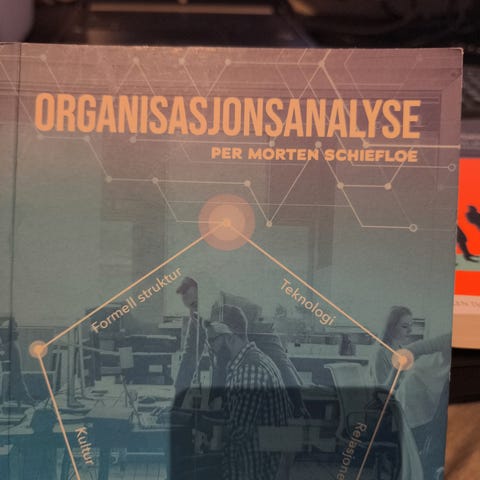 ORGANISASJONSANALYSE
PER MORTEN SCHIEFLOE
Formell struktur
Teknologi
Kultur